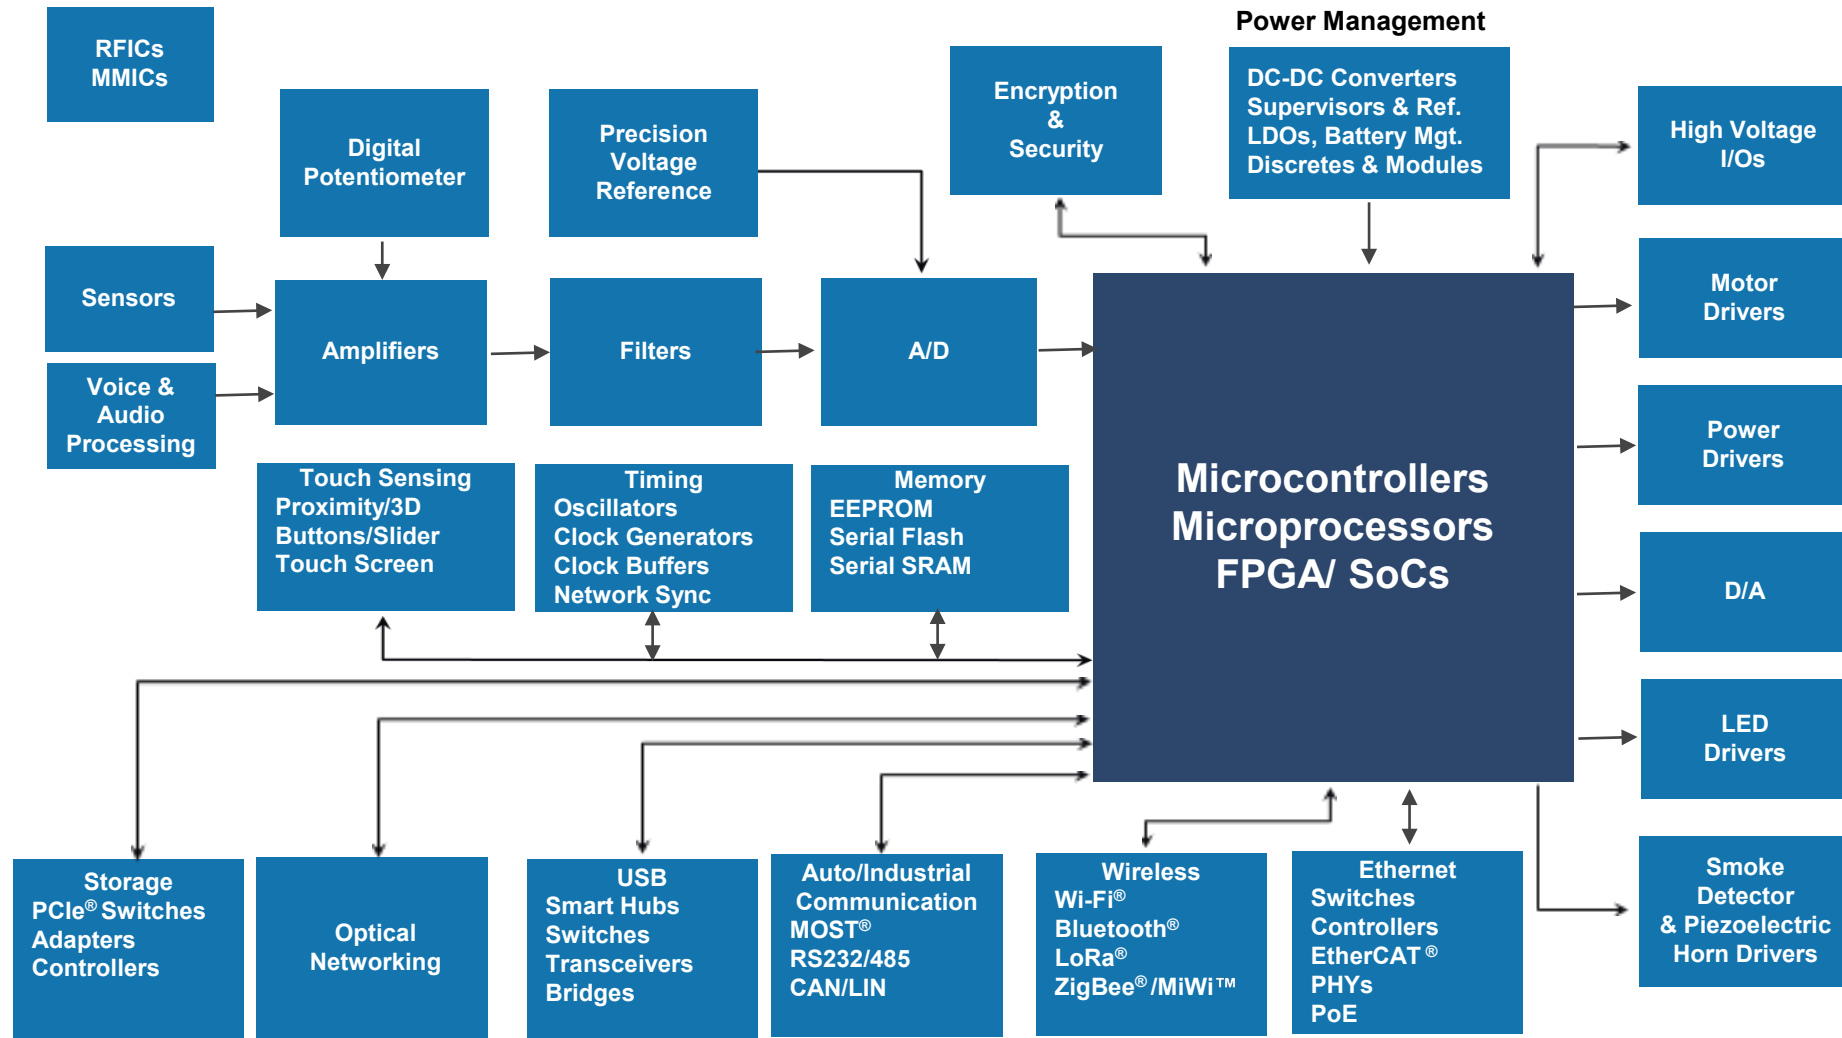 Power Management
RFICs
MMICs
Digital
Potentiometer
Precision
Voltage
Reference
Encryption
&
Security
DC-DC Converters
Supervisors & Ref.
LDOs, Battery Mgt.
Discretes & Modules
High Voltage
I/Os
Sensors
Amplifiers
Filters
A/D
Motor
Drivers
Voice &
Audio
Processing
Power
Drivers
Touch Sensing
Proximity/3D
Buttons/Slider
Touch Screen
Timing
Oscillators
Clock Generators
Clock Buffers
Network Sync
Memory
EEPROM
Serial Flash
Serial SRAM
Microcontrollers
Microprocessors
FPGA/ SoCs
D/A
LED
Drivers
Storage
PCIe® Switches
Adapters
Controllers
Optical
Networking
USB
Smart Hubs
Switches
Transceivers
Bridges
Auto/Industrial
Communication
MOST®
RS232/485
CAN/LIN
Wireless
Wi-Fi®
Bluetooth®
LoRa®
ZigBee® /MiWi™
Ethernet
Switches
Controllers
EtherCAT ®
PHYs
PoE
Smoke
Detector
& Piezoelectric
Horn Drivers